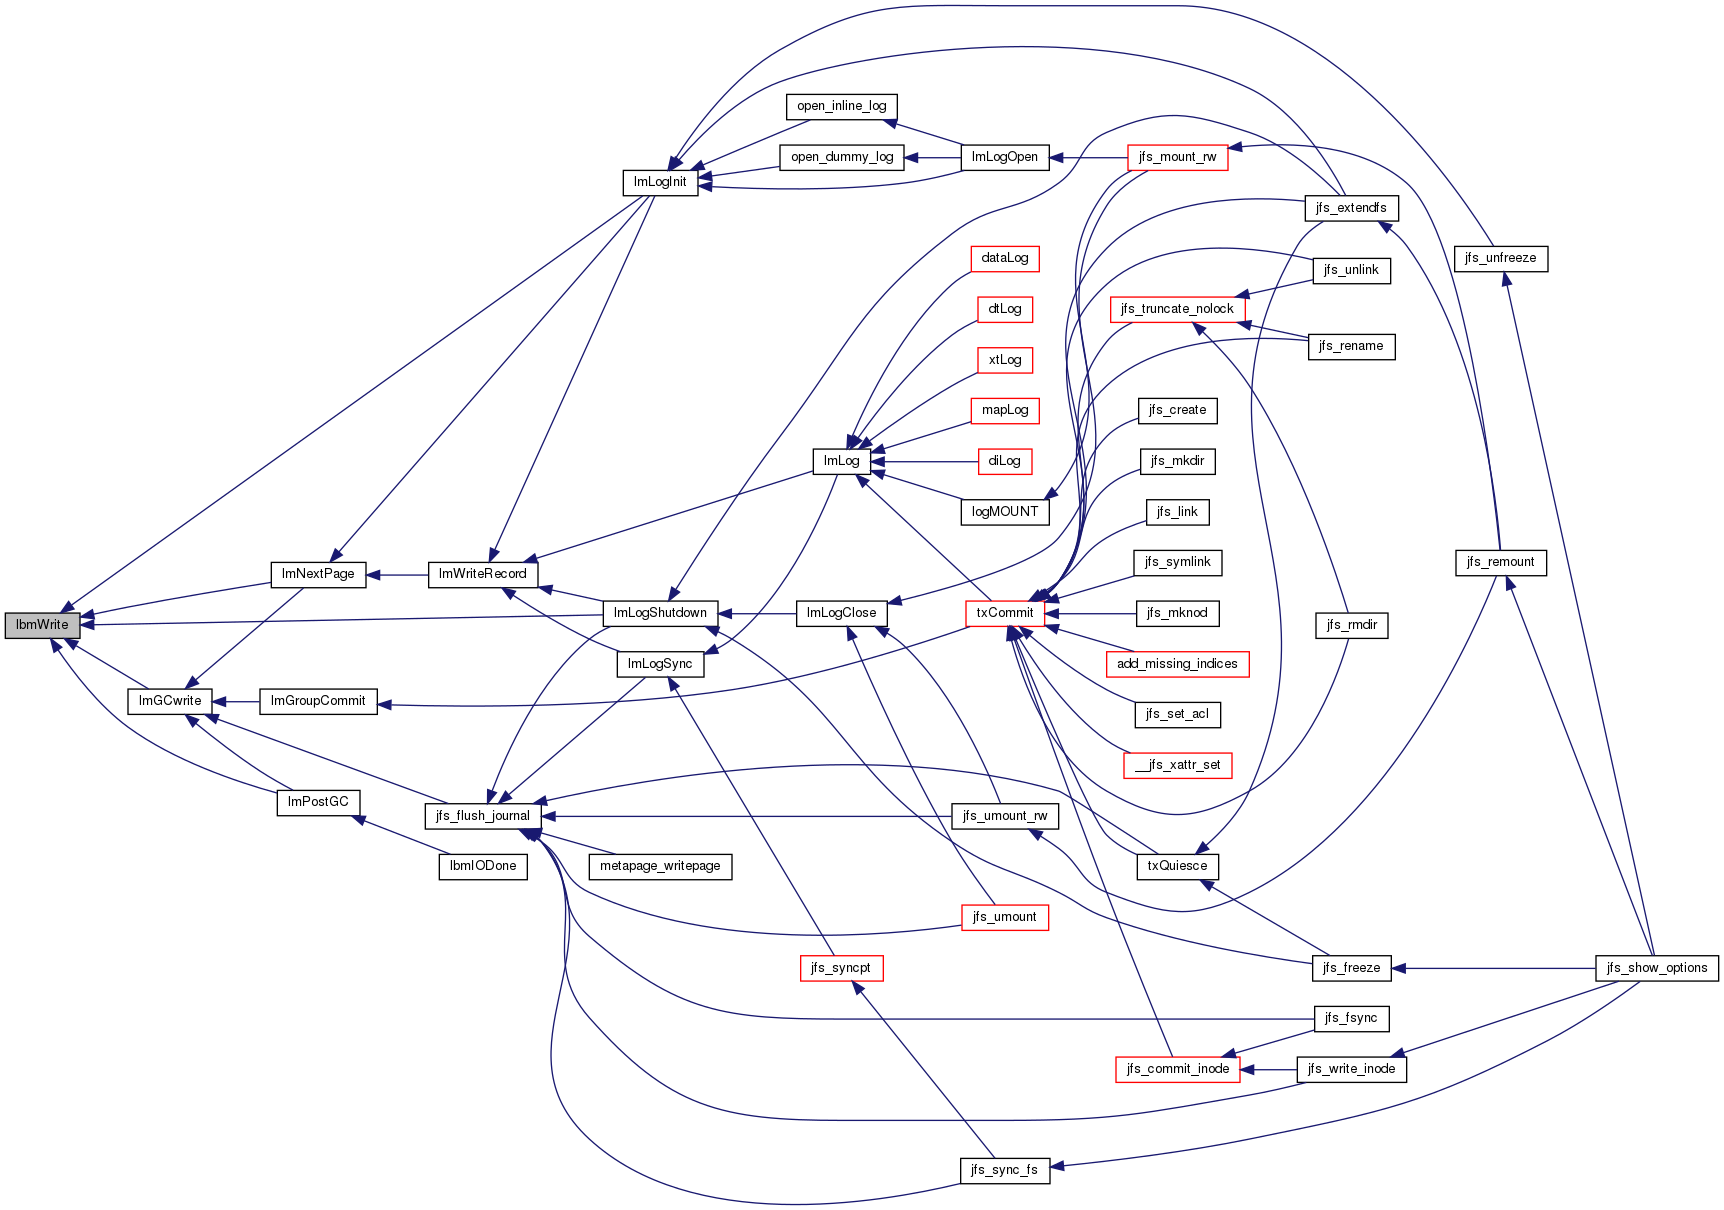 open_inline_log
open_dummy_log
lmLogOpen
jfs_mount_rw
lmLogInit
jfs_extendfs
dataLog
jfs_unfreeze
jfs_unlink
dtLog
jfs_truncate_nolock
jfs_rename
xtLog
mapLog
jfs_create
lmLog
diLog
jfs_mkdir
logMOUNT
jfs_link
jfs_symlink
jfs_remount
lmNextPage
lmWriteRecord
lmLogShutdown
lmLogClose
txCommit
jfs_mknod
lbmWrite
jfs_rmdir
lmLogSync
add_missing_indices
lmGCwrite
lmGroupCommit
jfs_set_acl
__jfs_xattr_set
lmPostGC
jfs_flush_journal
jfs_umount_rw
lbmIODone
metapage_writepage
txQuiesce
jfs_umount
jfs_syncpt
jfs_freeze
jfs_show_options
jfs_fsync
jfs_commit_inode
jfs_write_inode
jfs_sync_fs